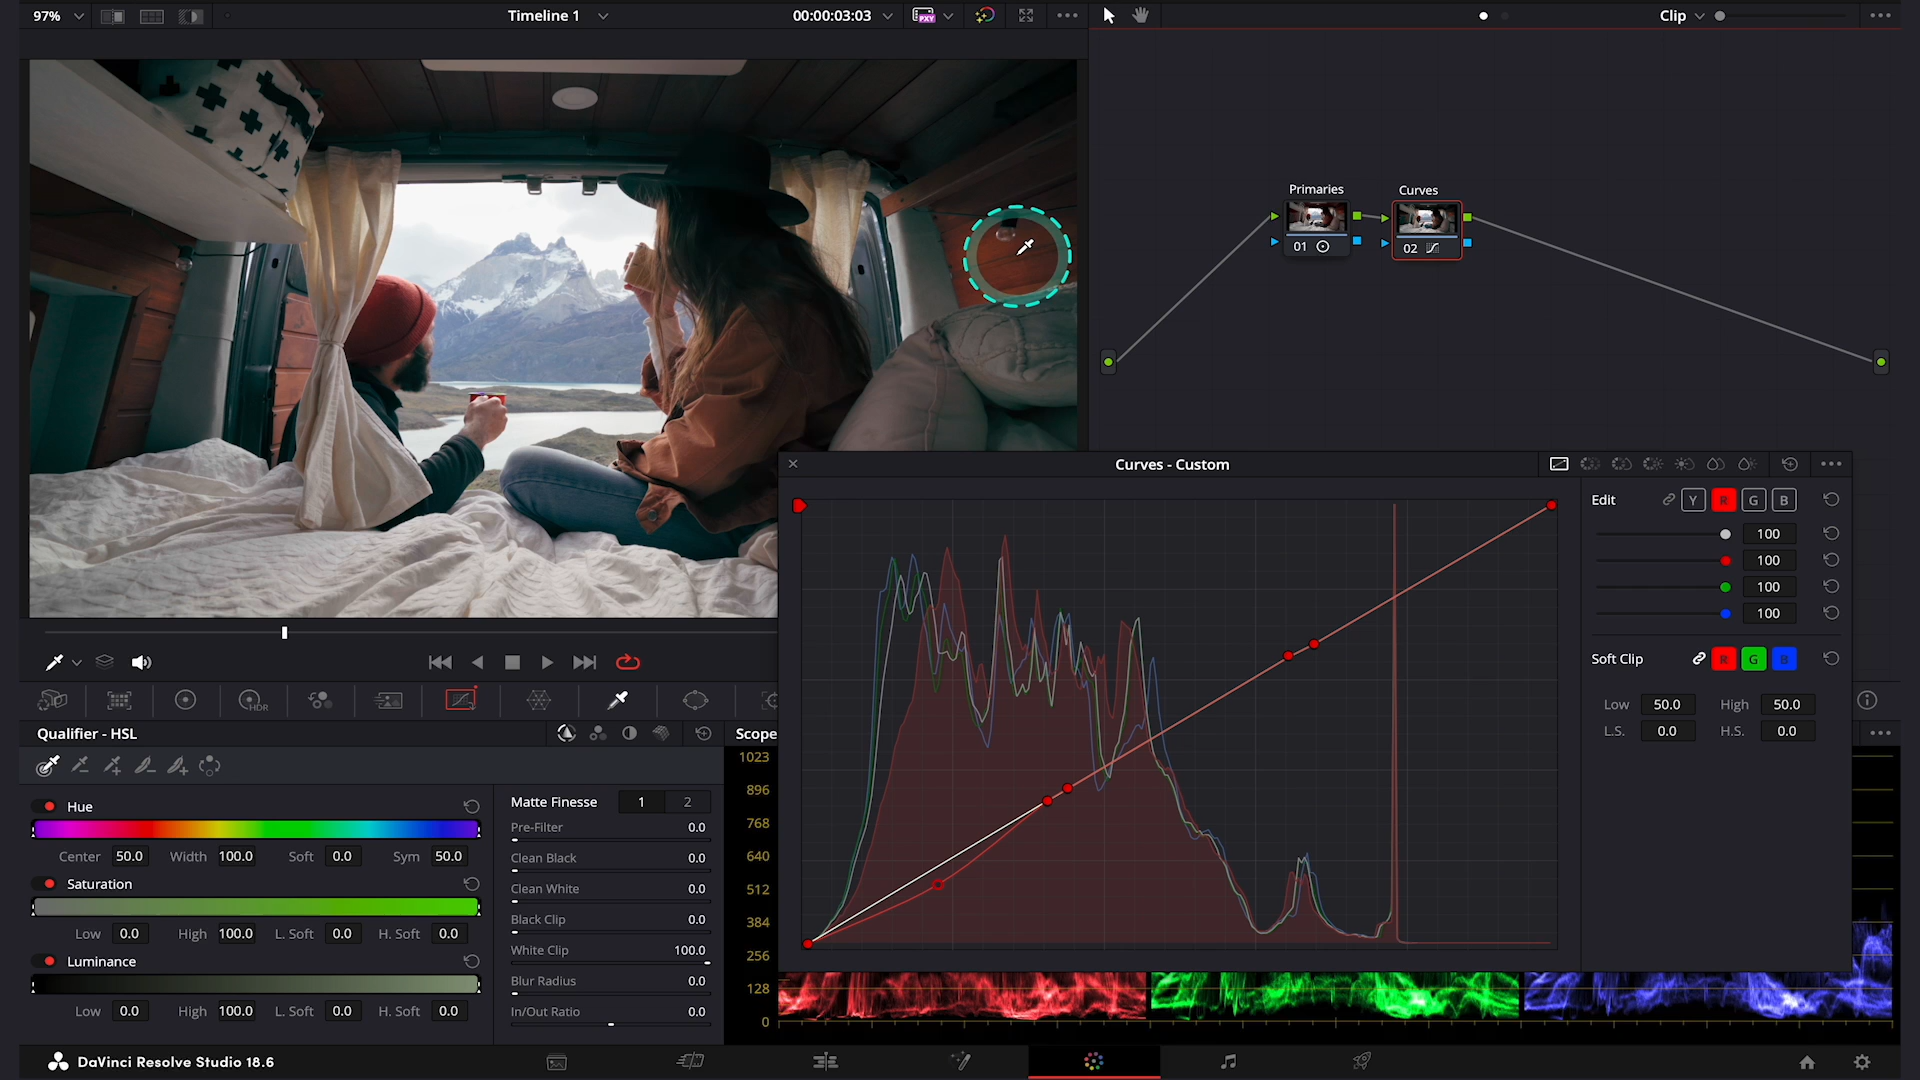 97%
Timeline 1
00:00:03:03
PXY
Clip
Primaries
Curves
01
02
Curves - Custom
Edit
Y
R
G
B
100
100
100
100
Soft Clip
R
G
B
Low 50.0 High 50.0
L.S. 0.0 H.S. 0.0
HDR
Qualifier - HSL
Scope
Hue
Center 50.0 Width 100.0 Soft 0.0 Sym 50.0
Saturation
Low 0.0 High 100.0 L. Soft 0.0 H. Soft 0.0
Luminance
Low 0.0 High 100.0 L. Soft 0.0 H. Soft 0.0
Matte Finesse 1 2
Pre-Filter 0.0
Clean Black 0.0
Clean White 0.0
Black Clip 0.0
White Clip 100.0
Blur Radius 0.0
In/Out Ratio 0.0
1023
896
768
640
512
384
256
128
0
DaVinci Resolve Studio 18.6